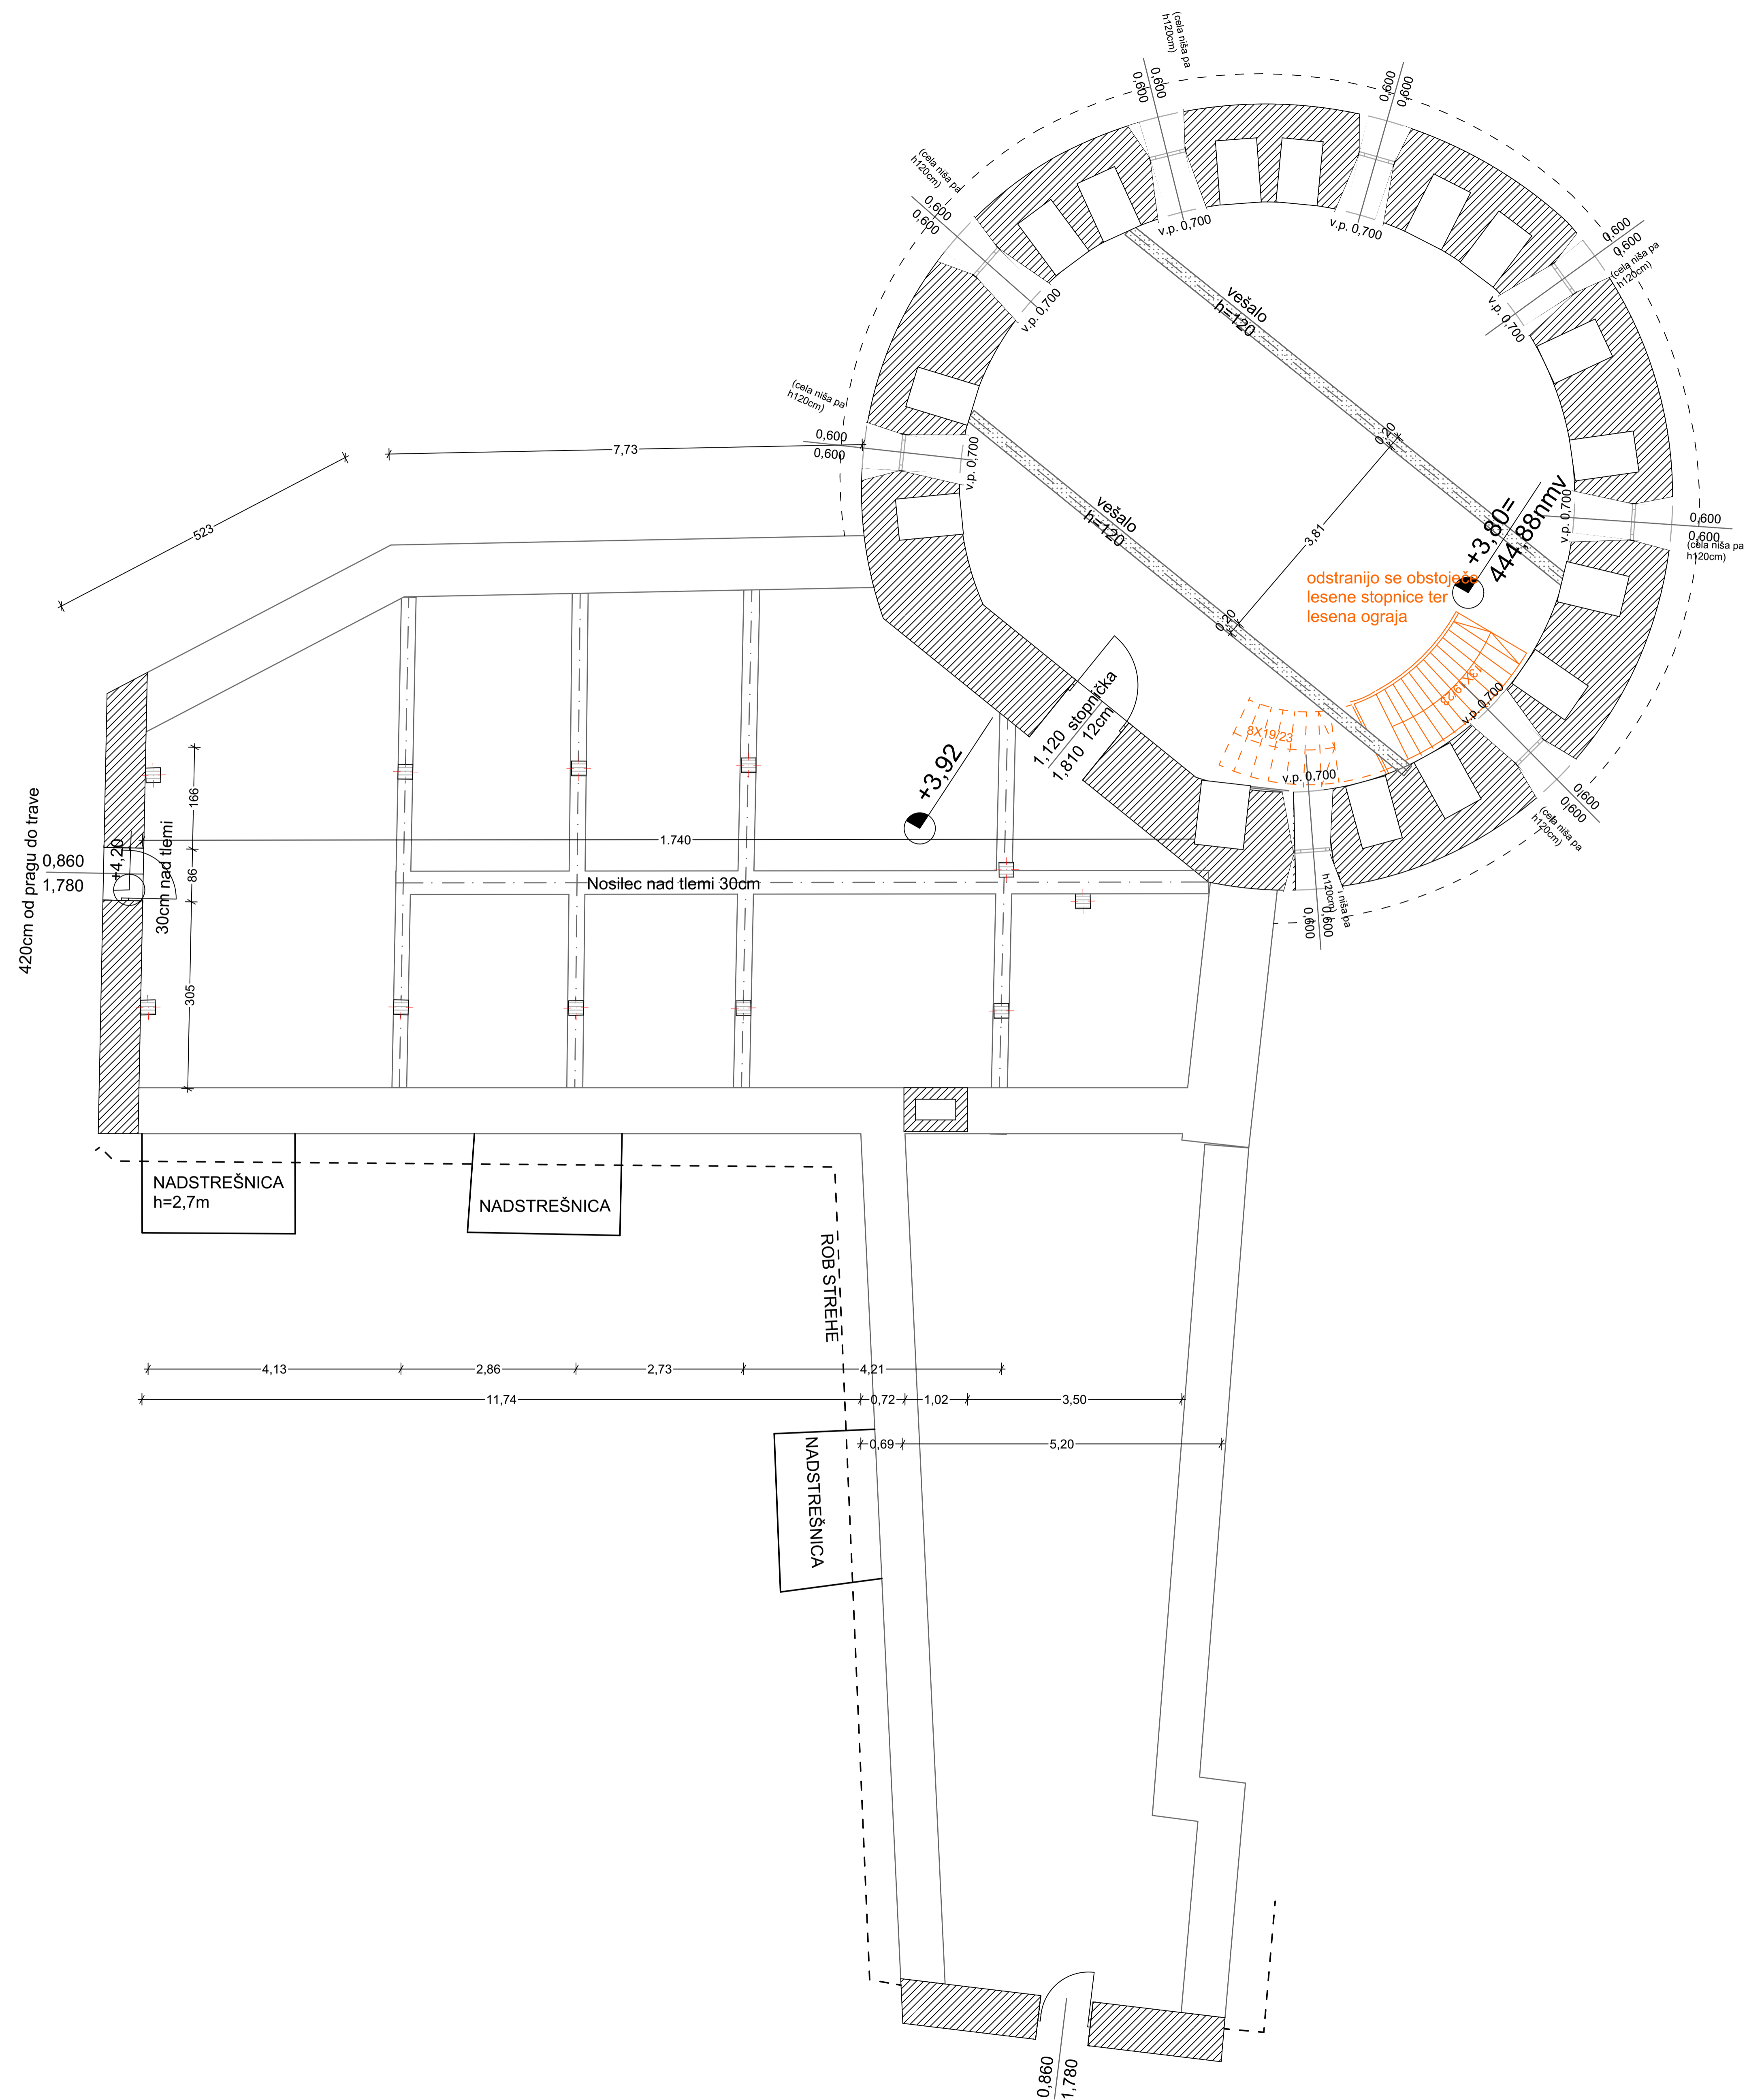 (cela niša pa
h120cm)
0,600
0,600
v.p. 0,700
0,600
0,600
v.p. 0,700
(cela niša pa
h120cm)
0,600
0,600
v.p. 0,700
0,600
0,600
(cela niša pa
h120cm)
v.p. 0,700
(cela niša pa
h120cm)
0,600
0,600
v.p. 0,700
0,600
0,600
(cela niša pa
h120cm)
v.p. 0,700
vešalo
h=120
vešalo
h=120
0,20
3,81
0,20
+3,80=
444,88nmv
odstranijo se obstoječe
lesene stopnice ter
lesena ograja
13X19/23
8X19/23
v.p. 0,700
0,600
0,600
(cela niša pa
h120cm)
v.p. 0,700
0,600
0,600
niša pa
h120cm)
7,73
523
1,120 stopnička
1,810 12cm
+3,92
1.740
Nosilec nad tlemi 30cm
166
86
305
30cm nad tlemi
+4,20
0,860
1,780
420cm od pragu do trave
NADSTREŠNICA
h=2,7m
NADSTREŠNICA
ROB STREHE
4,13
2,86
2,73
4,21
11,74
0,72
1,02
3,50
0,69
5,20
NADSTREŠNICA
0,860
1,780